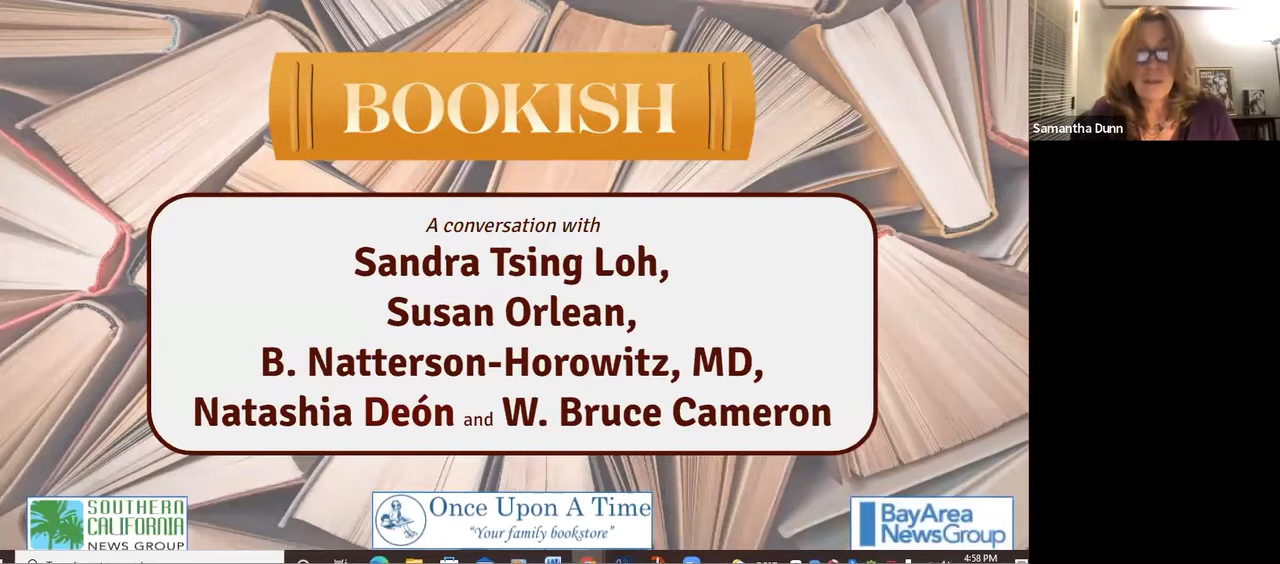 BOOKISH
Samantha Dunn
A conversation with
Sandra Tsing Loh,
Susan Orlean,
B. Natterson-Horowitz, MD,
Natashia Deón and W. Bruce Cameron
SOUTHERN
CALIFORNIA
NEWS GROUP
Once Upon A Time
“Your family bookstore”
BayArea
NewsGroup
4:58 PM